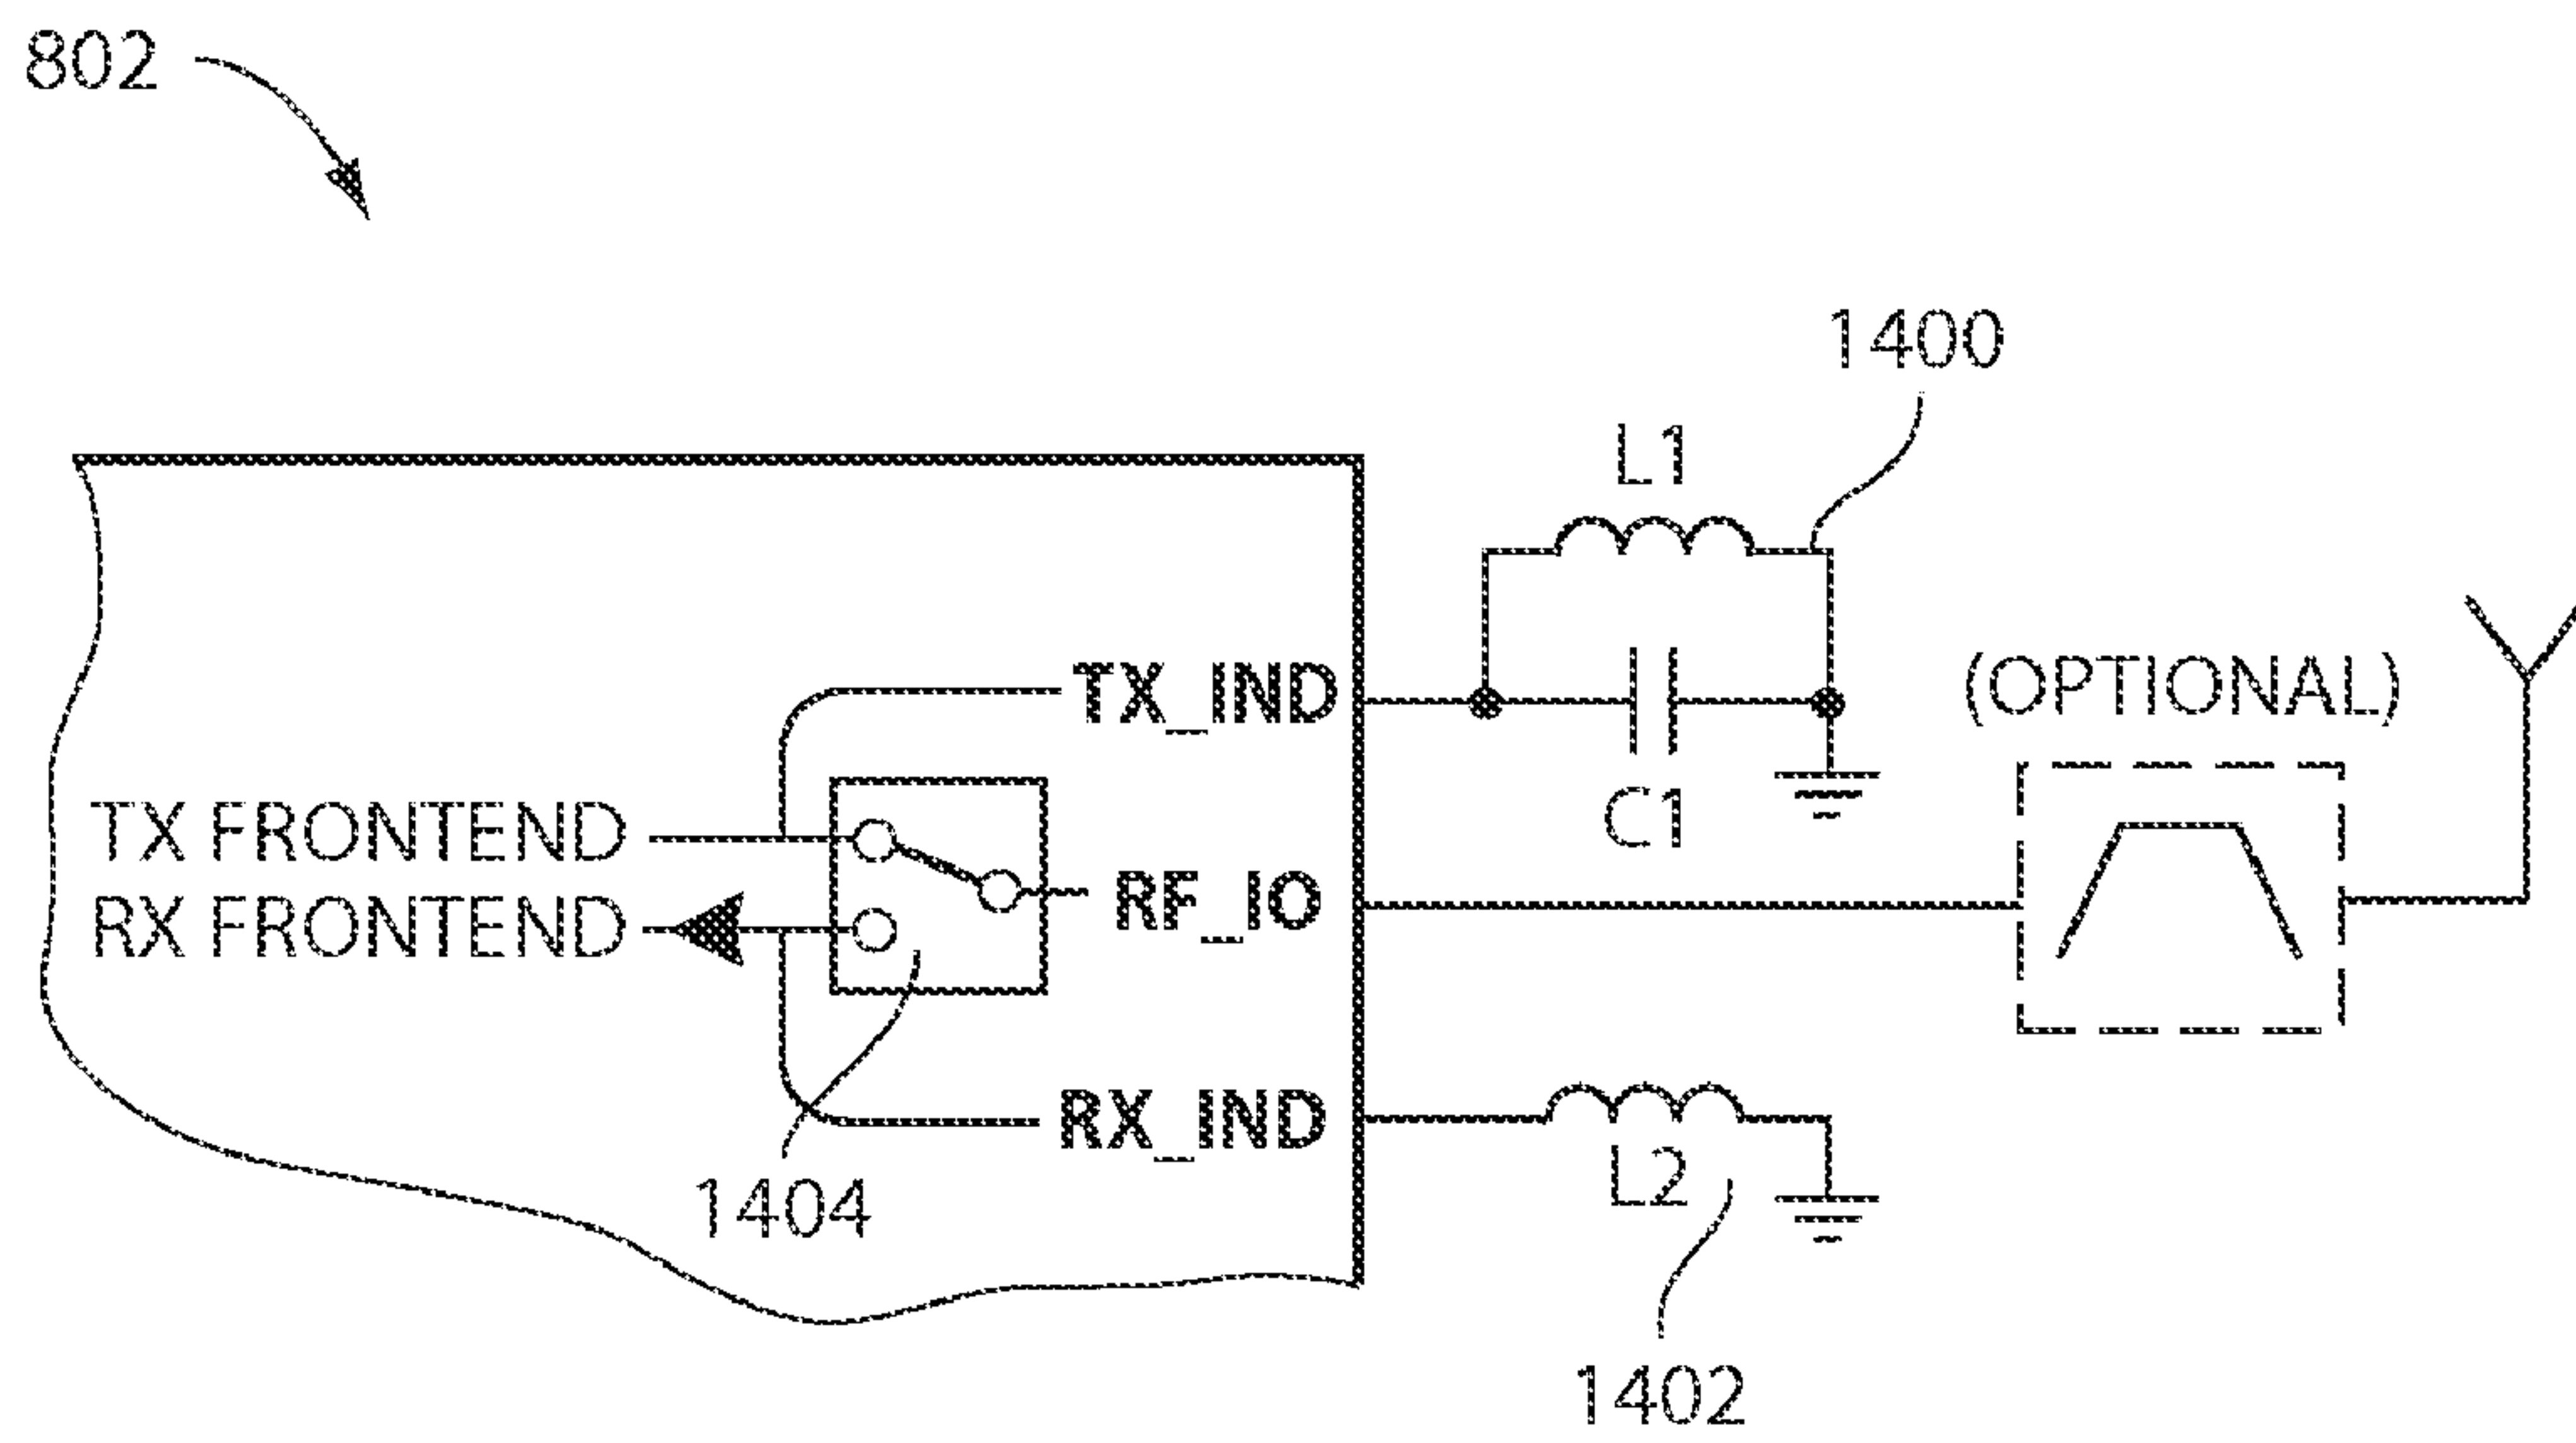 802
1400
L1
TX_IND
(OPTIONAL)
C1
TX FRONTEND
RX FRONTEND
RF_IO
RX_IND
L2
1404
1402